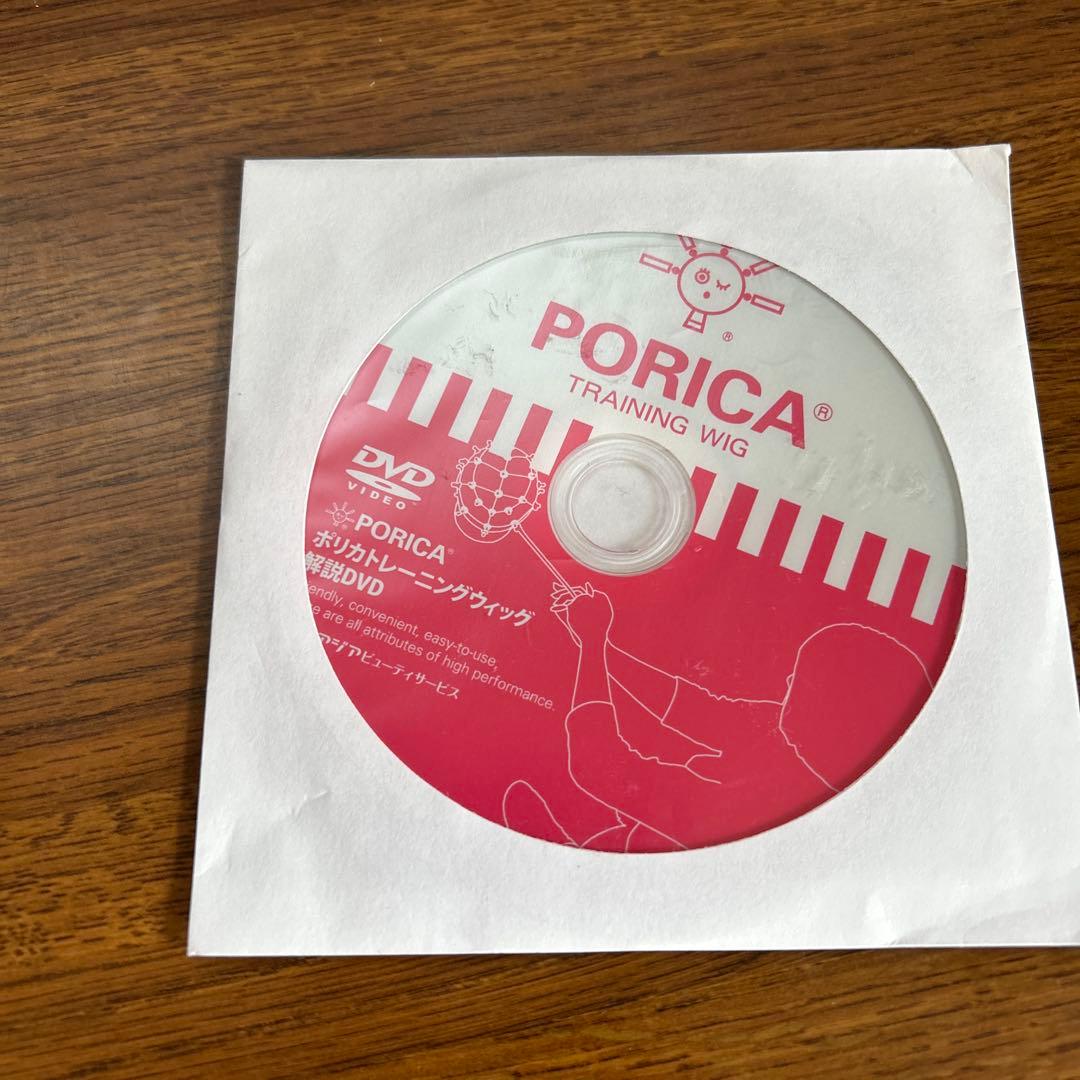 ®
PORICA®
TRAINING WIG
DVD
VIDEO™
PORICA®
ポリカトレーニングウィッグ
解説DVD
endly, convenient, easy-to-use,
are all attributes of high performance.
アジアビューティサービス